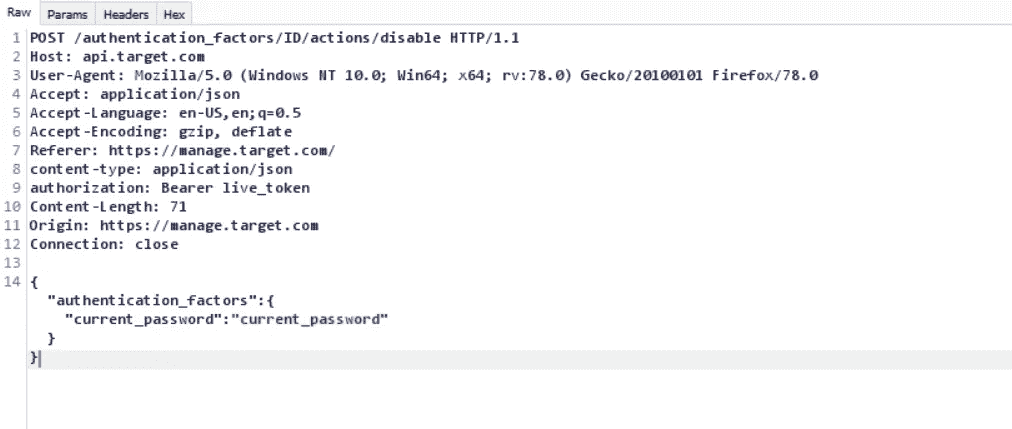 Raw Params Headers Hex
1 POST /authentication_factors/ID/actions/disable HTTP/1.1
2 Host: api.target.com
3 User-Agent: Mozilla/5.0 (Windows NT 10.0; Win64; x64; rv:78.0) Gecko/20100101 Firefox/78.0
4 Accept: application/json
5 Accept-Language: en-US,en;q=0.5
6 Accept-Encoding: gzip, deflate
7 Referer: https://manage.target.com/
8 content-type: application/json
9 authorization: Bearer live_token
10 Content-Length: 71
11 Origin: https://manage.target.com
12 Connection: close
13
14 {
"authentication_factors":{
"current_password":"current_password"
}
}